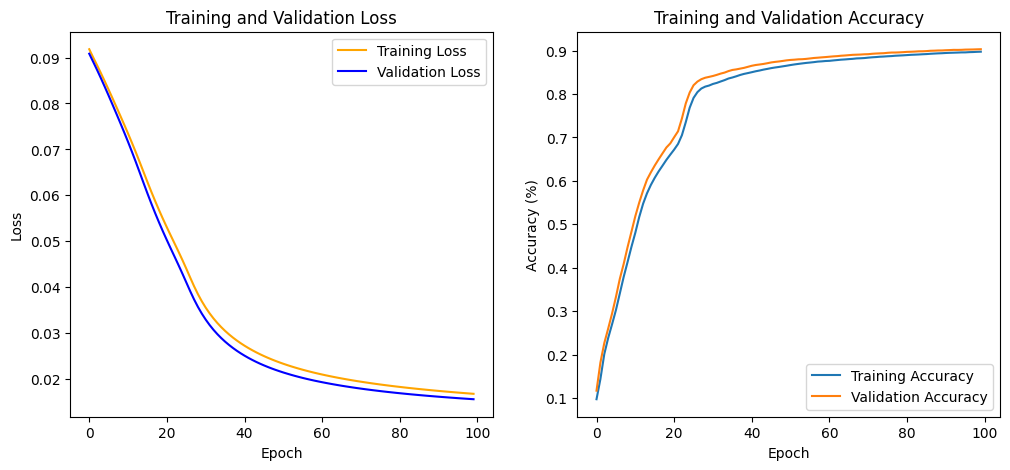 Training and Validation Loss
Training Loss
Validation Loss
0.09
0.08
0.07
0.06
0.05
0.04
0.03
0.02
Loss
0
20
40
60
80
100
Epoch
Training and Validation Accuracy
0.9
0.8
0.7
0.6
0.5
0.4
0.3
0.2
0.1
Accuracy (%)
Training Accuracy
Validation Accuracy
0
20
40
60
80
100
Epoch